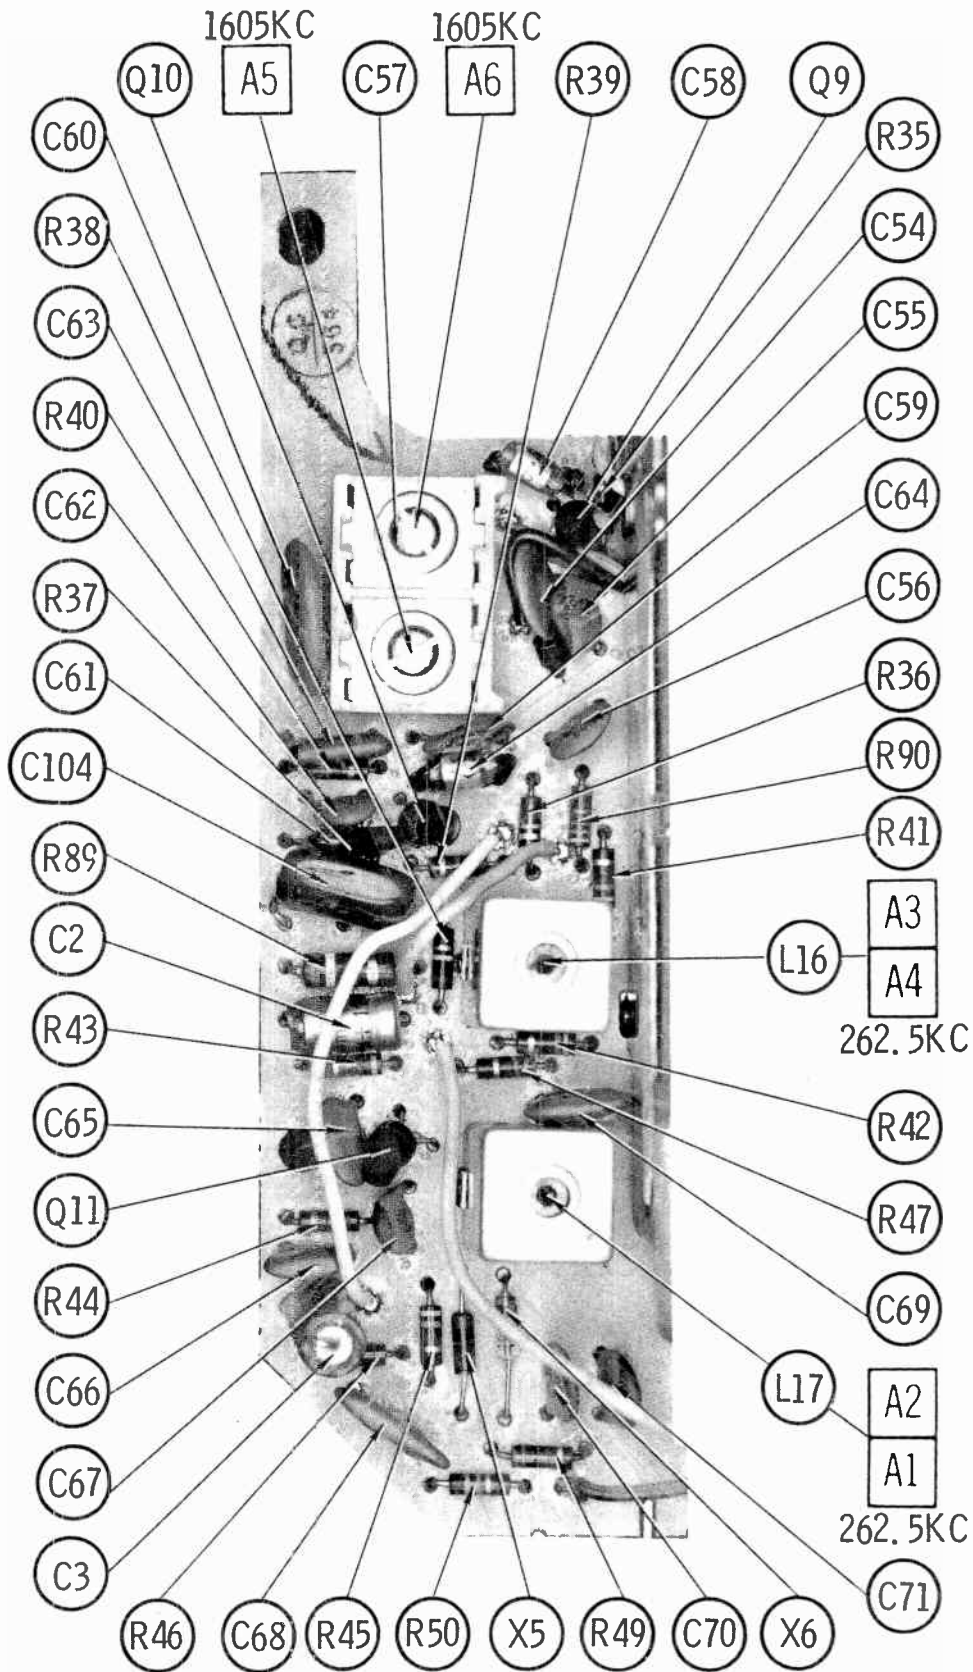 1605KC 1605KC
Q10 A5 C57 A6 R39 C58 Q9
C60 R35
R38 C54
C63 C55
R40 C59
C62 C64
R37 C56
C61 R36
C104 R90
R89 R41
C2 A3
L16
A4
R43 262.5KC
C65 R42
Q11 R47
R44 C69
C66 L17 A2
C67 A1
262.5KC
C3 C71
R46 C68 R45 R50 X5 R49 C70 X6